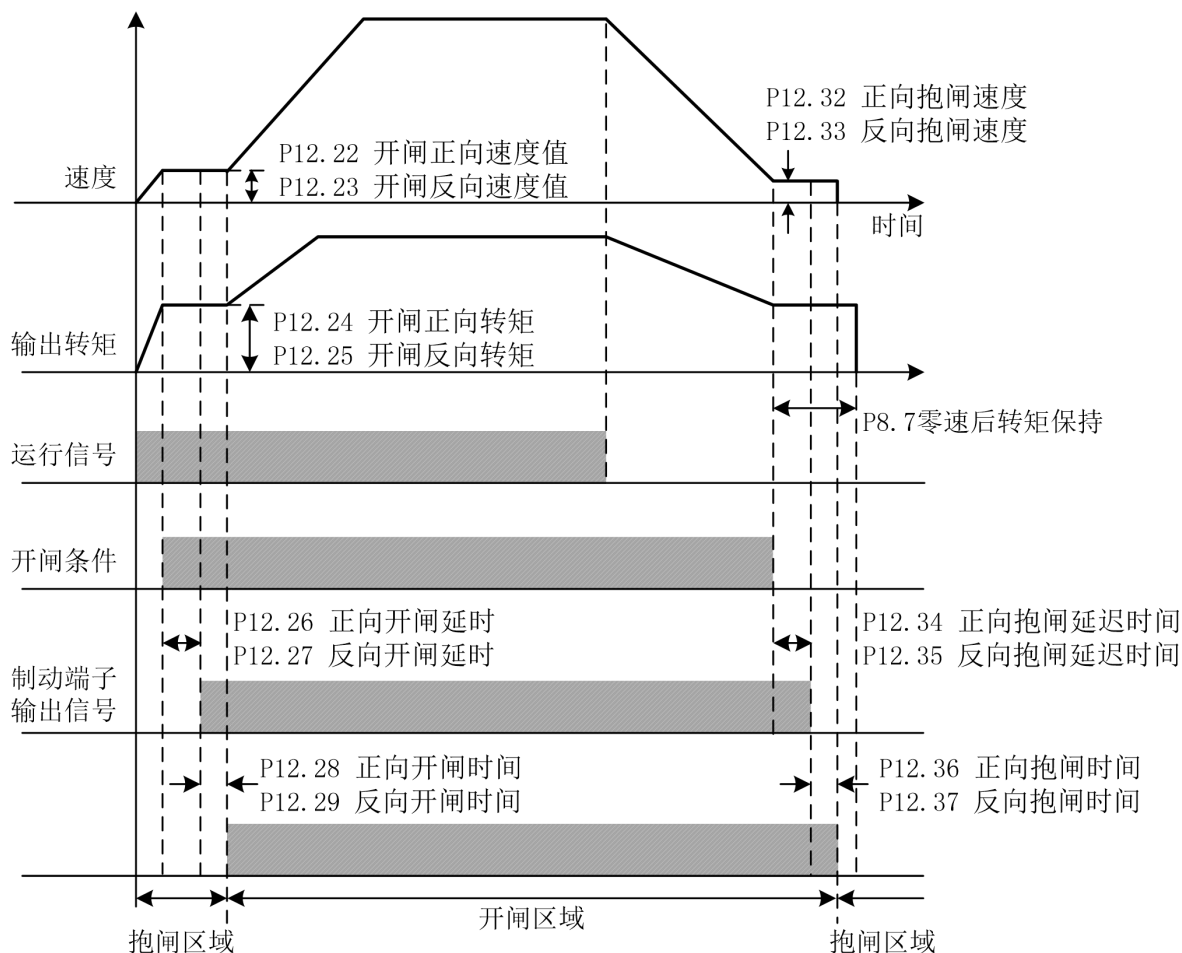 P12.32 正向抱闸速度
P12.33 反向抱闸速度
P12.22 开闸正向速度值
P12.23 开闸反向速度值
速度
时间
P12.24 开闸正向转矩
P12.25 开闸反向转矩
输出转矩
P8.7零速后转矩保持
运行信号
开闸条件
P12.26 正向开闸延时
P12.27 反向开闸延时
P12.34 正向抱闸延迟时间
P12.35 反向抱闸延迟时间
制动端子
输出信号
P12.28 正向开闸时间
P12.29 反向开闸时间
P12.36 正向抱闸时间
P12.37 反向抱闸时间
开闸区域
抱闸区域
抱闸区域